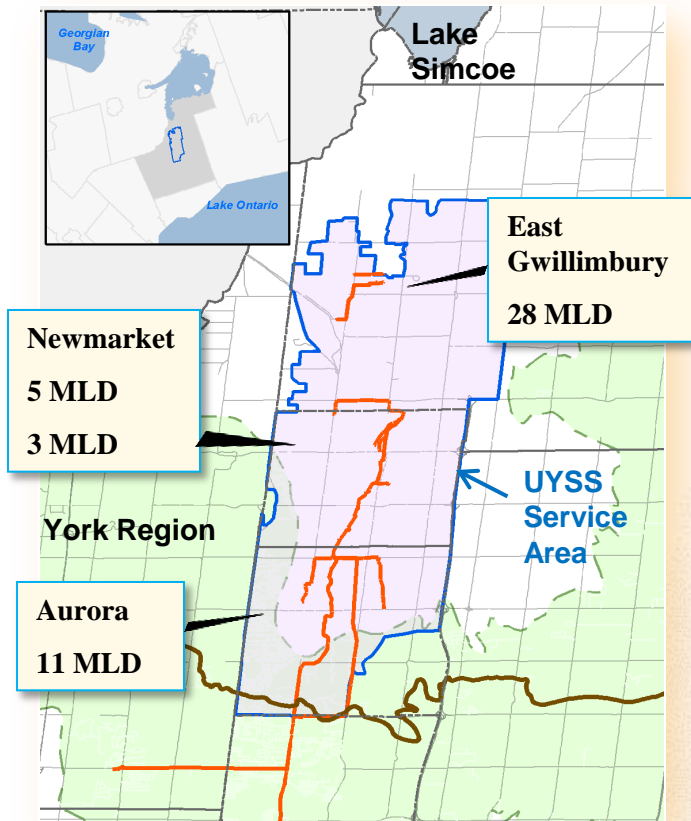 Georgian
Bay
Lake Ontario
Lake
Simcoe
East
Gwillimbury
28 MLD
Newmarket
5 MLD
3 MLD
UYSS
Service
Area
York Region
Aurora
11 MLD